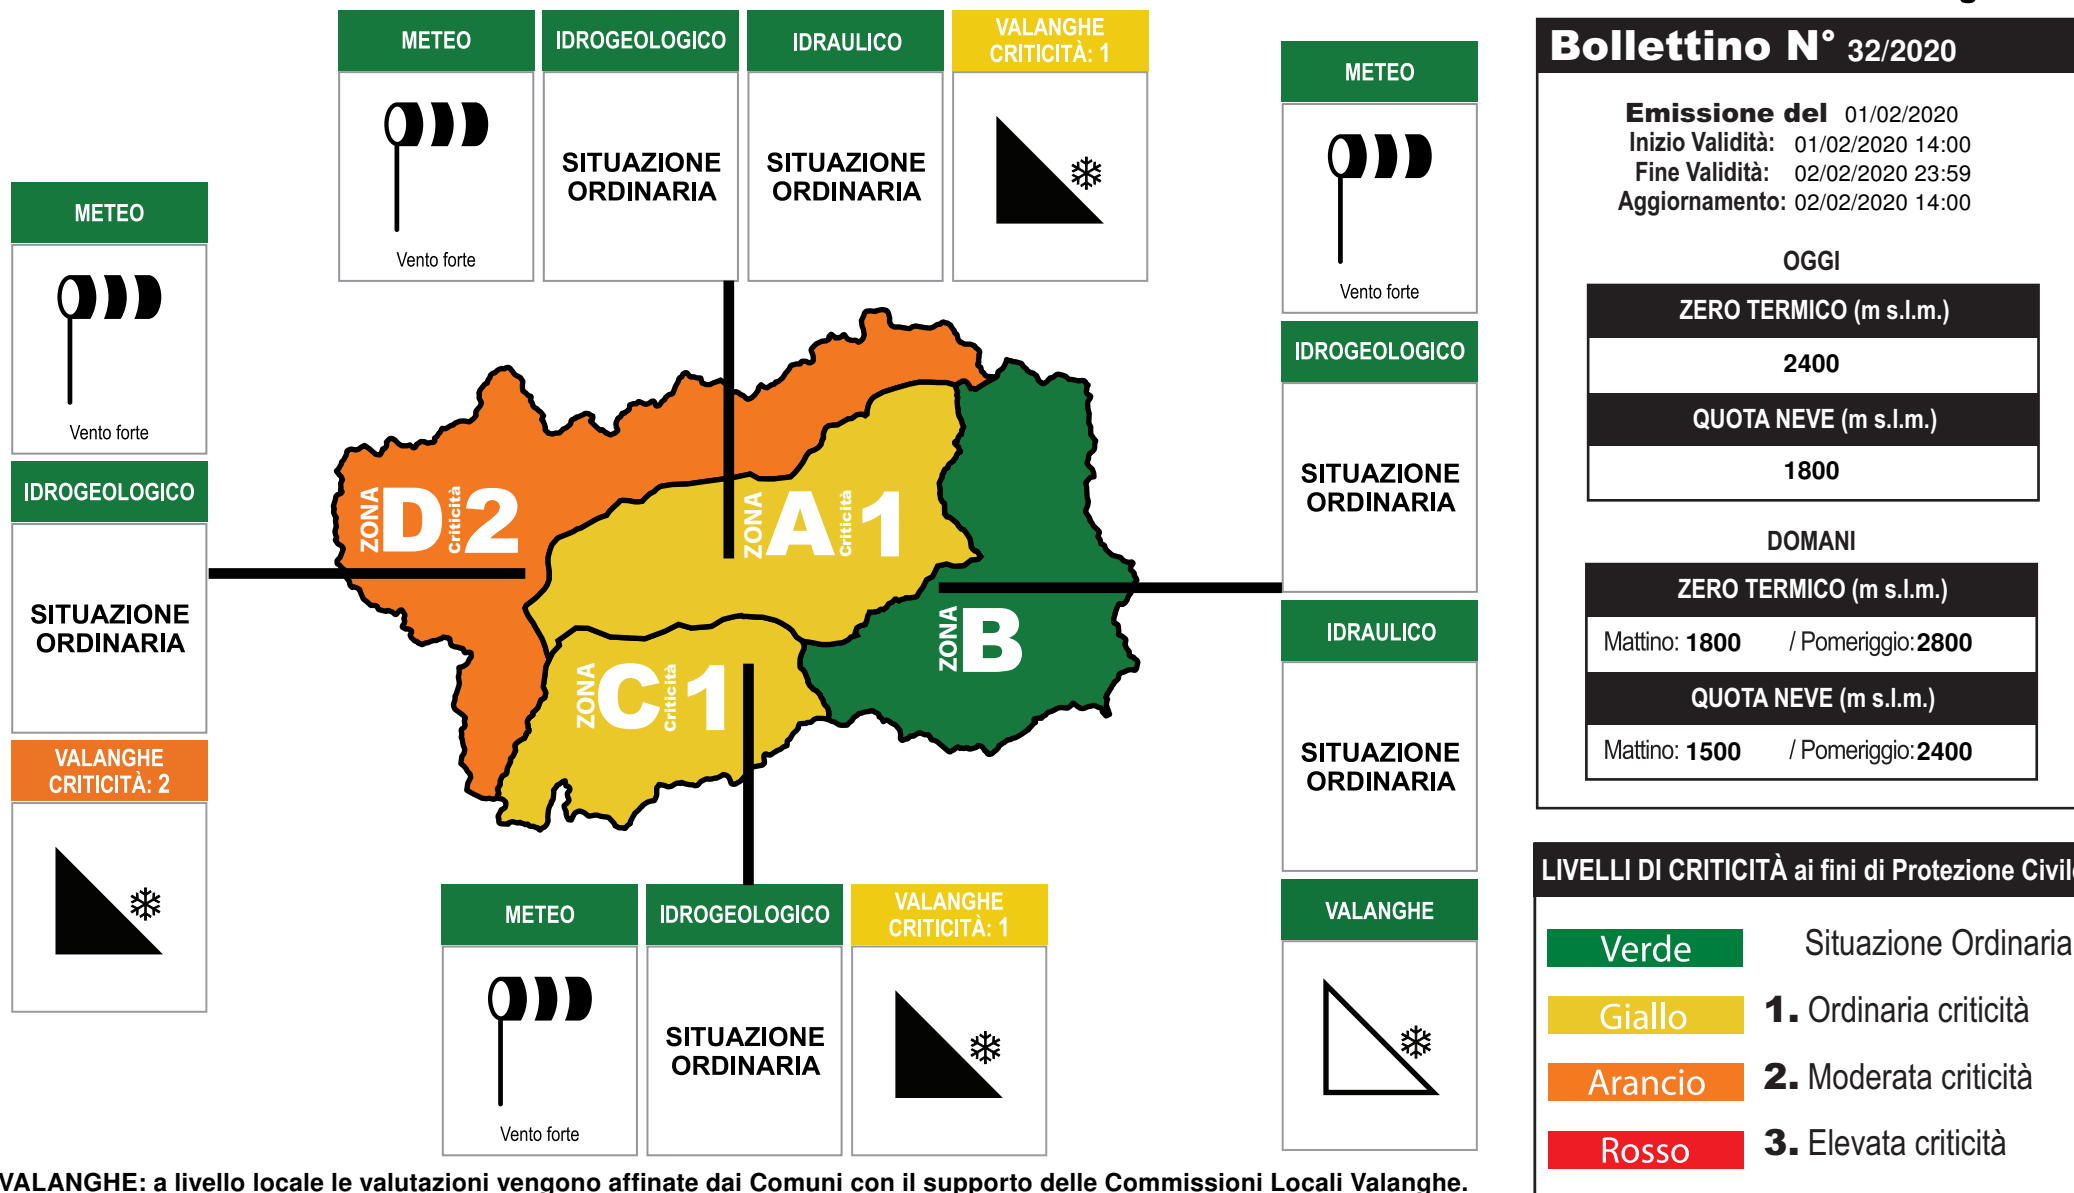 METEO
Vento forte
IDROGEOLOGICO
SITUAZIONE
ORDINARIA
IDRAULICO
SITUAZIONE
ORDINARIA
VALANGHE
CRITICITÀ: 1
METEO
Vento forte
IDROGEOLOGICO
SITUAZIONE
ORDINARIA
VALANGHE
CRITICITÀ: 2
METEO
Vento forte
IDROGEOLOGICO
SITUAZIONE
ORDINARIA
IDRAULICO
SITUAZIONE
ORDINARIA
VALANGHE
ZONA D Criticità 2
ZONA A Criticità 1
ZONA B
ZONA C Criticità 1
METEO
Vento forte
IDROGEOLOGICO
SITUAZIONE
ORDINARIA
VALANGHE
CRITICITÀ: 1
VALANGHE: a livello locale le valutazioni vengono affinate dai Comuni con il supporto delle Commissioni Locali Valanghe.
Bollettino N° 32/2020
Emissione del 01/02/2020
Inizio Validità: 01/02/2020 14:00
Fine Validità: 02/02/2020 23:59
Aggiornamento: 02/02/2020 14:00
OGGI
ZERO TERMICO (m s.l.m.)
2400
QUOTA NEVE (m s.l.m.)
1800
DOMANI
ZERO TERMICO (m s.l.m.)
Mattino: 1800 / Pomeriggio: 2800
QUOTA NEVE (m s.l.m.)
Mattino: 1500 / Pomeriggio: 2400
LIVELLI DI CRITICITÀ ai fini di Protezione Civile
Verde Situazione Ordinaria
Giallo 1. Ordinaria criticità
Arancio 2. Moderata criticità
Rosso 3. Elevata criticità